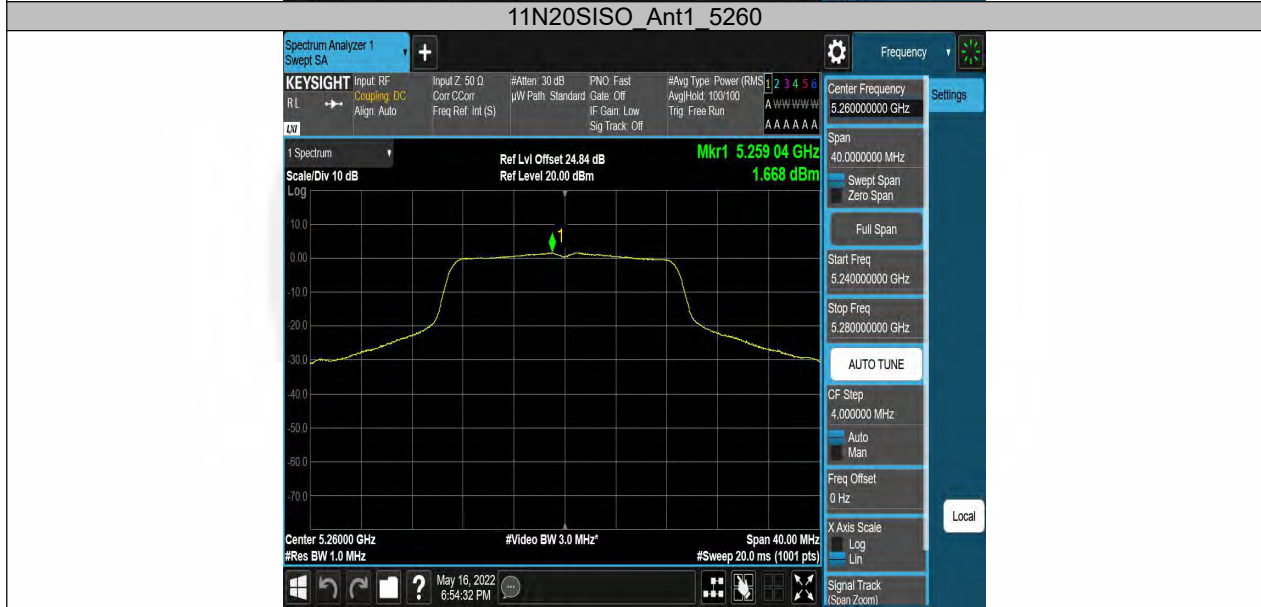 11N20SISO_Ant1_5260
Spectrum Analyzer 1
Swept SA
+
Frequency
KEYSIGHT
RL
LXI
Input: RF
Coupling: DC
Align: Auto
Input Z: 50 Ω
Corr CCorr
Freq Ref: Int (S)
#Atten: 30 dB
µW Path: Standard
PNO: Fast
Gate: Off
IF Gain: Low
Sig Track: Off
#Avg Type: Power (RMS
Avg|Hold: 100/100
Trig: Free Run
1 2 3 4 5 6
A W W W W W
A A A A A A
Center Frequency
5.260000000 GHz
Settings
Span
40.0000000 MHz
Swept Span
Zero Span
Full Span
Start Freq
5.240000000 GHz
Stop Freq
5.280000000 GHz
AUTO TUNE
CF Step
4.000000 MHz
Auto
Man
Freq Offset
0 Hz
X Axis Scale
Log
Lin
Signal Track
(Span Zoom)
Local
1 Spectrum
Scale/Div 10 dB
Ref Lvl Offset 24.84 dB
Ref Level 20.00 dBm
Mkr1 5.259 04 GHz
1.668 dBm
Log
10.0
0.00
-10.0
-20.0
-30.0
-40.0
-50.0
-60.0
-70.0
1
Center 5.26000 GHz
#Res BW 1.0 MHz
#Video BW 3.0 MHz*
Span 40.00 MHz
#Sweep 20.0 ms (1001 pts)
?
May 16, 2022
6:54:32 PM